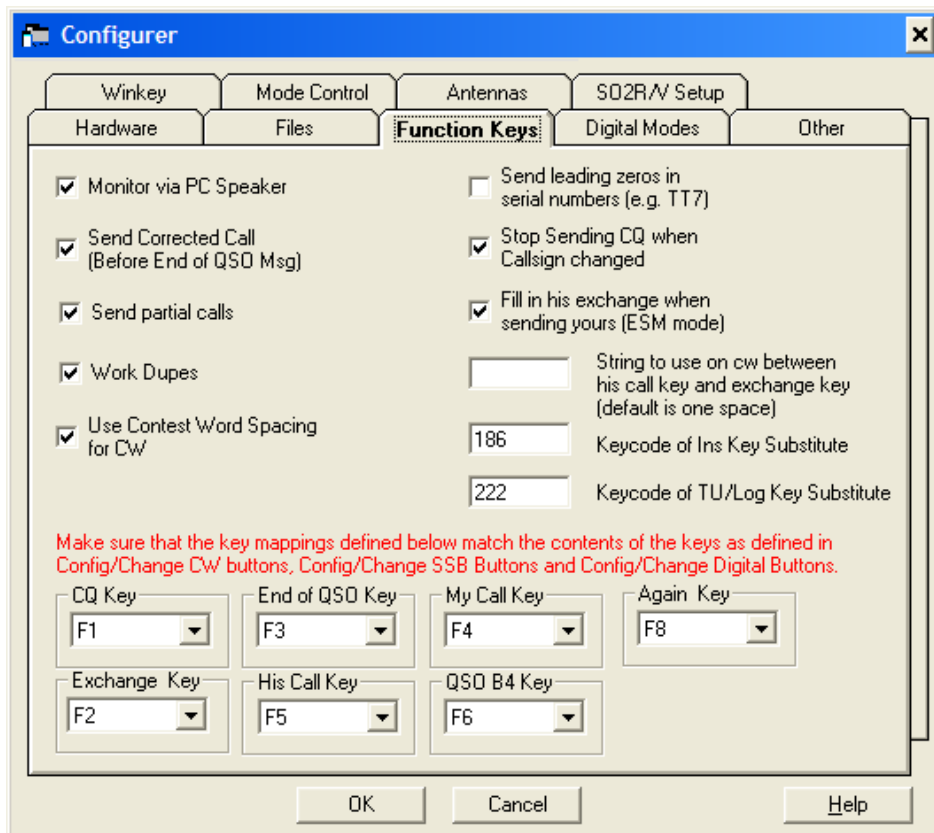 Configurer
Winkey
Mode Control
Antennas
SO2R/V Setup
Hardware
Files
Function Keys
Digital Modes
Other
Monitor via PC Speaker
Send Corrected Call
(Before End of QSO Msg)
Send partial calls
Work Dupes
Use Contest Word Spacing
for CW
Send leading zeros in
serial numbers (e.g. TT7)
Stop Sending CQ when
Callsign changed
Fill in his exchange when
sending yours (ESM mode)
String to use on cw between
his call key and exchange key
(default is one space)
186
Keycode of Ins Key Substitute
222
Keycode of TU/Log Key Substitute
Make sure that the key mappings defined below match the contents of the keys as defined in
Config/Change CW buttons, Config/Change SSB Buttons and Config/Change Digital Buttons.
CQ Key
F1
End of QSO Key
F3
My Call Key
F4
Again Key
F8
Exchange Key
F2
His Call Key
F5
QSO B4 Key
F6
OK
Cancel
Help